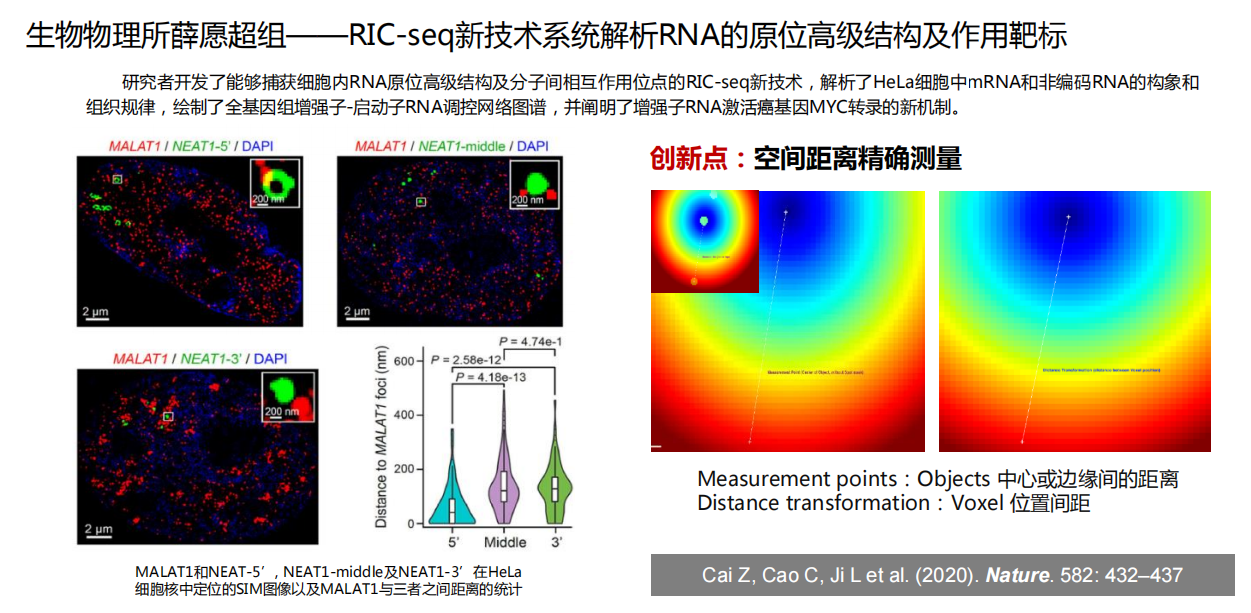 生物物理所薛愿超组——RIC-seq新技术系统解析RNA的原位高级结构及作用靶标
研究者开发了能够捕获细胞内RNA原位高级结构及分子间相互作用位点的RIC-seq新技术，解析了HeLa细胞中mRNA和非编码RNA的构象和
组织规律，绘制了全基因组增强子-启动子RNA调控网络图谱，并阐明了增强子RNA激活癌基因MYC转录的新机制。
MALAT1 / NEAT1-5' / DAPI
200 nm
2 μm
MALAT1 / NEAT1-middle / DAPI
200 nm
2 μm
MALAT1 / NEAT1-3' / DAPI
200 nm
2 μm
P = 4.74e-1
P = 2.58e-12
P = 4.18e-13
Distance to MALAT1 foci (nm)
600
400
200
0
5'
Middle
3'
MALAT1和NEAT-5’，NEAT1-middle及NEAT1-3’在HeLa
细胞核中定位的SIM图像以及MALAT1与三者之间距离的统计
创新点：空间距离精确测量
Distance Transformation (distance between Voxel positions)
Measurement points：Objects 中心或边缘间的距离
Distance transformation：Voxel 位置间距
Cai Z, Cao C, Ji L et al. (2020). Nature. 582: 432–437